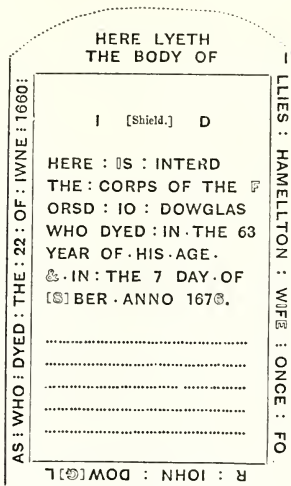 HERE LYETH
THE BODY OF
I
LLIES : HAMELLTON : WIFE : ONCE : FO
R : IOHN : DOW[G]L
AS : WHO : DYED : THE : 22 : OF : IWNE : 1660:
I [Shield.] D
HERE : IS : INTERD
THE : CORPS OF THE F
ORSD : IO : DOWGLAS
WHO DYED : IN · THE 63
YEAR OF · HIS · AGE ·
& · IN : THE 7 DAY · OF
[8] BER · ANNO 1676.